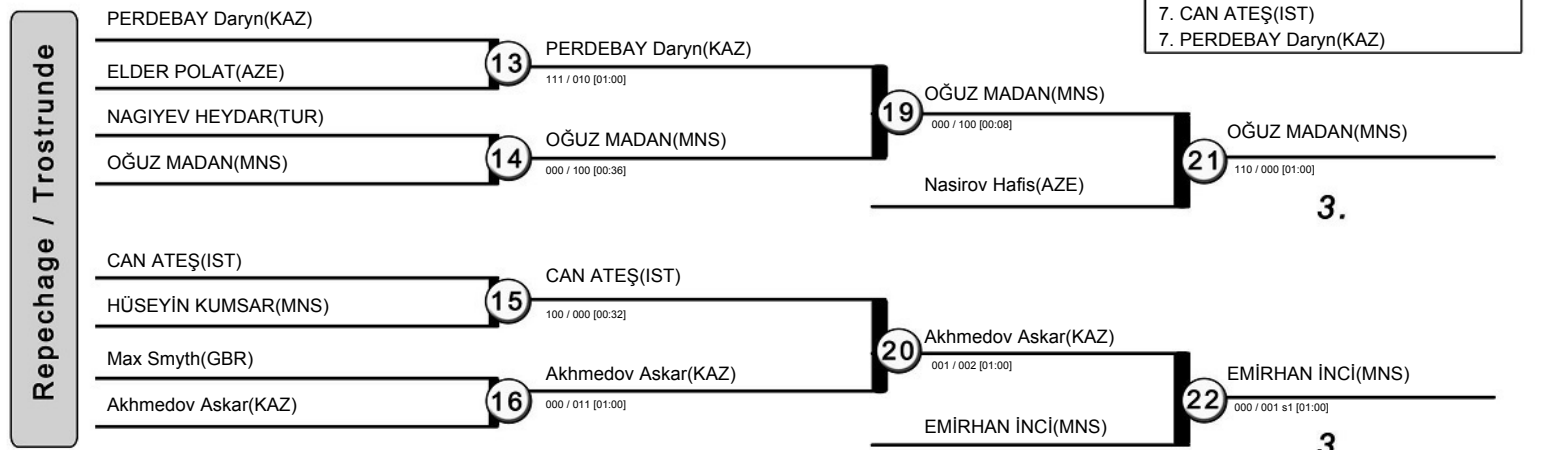 Repechage / Trostrunde
7. CAN ATEŞ(IST)
7. PERDEBAY Daryn(KAZ)
PERDEBAY Daryn(KAZ)
ELDER POLAT(AZE)
13
PERDEBAY Daryn(KAZ)
111 / 010 [01:00]
NAGIYEV HEYDAR(TUR)
OĞUZ MADAN(MNS)
14
OĞUZ MADAN(MNS)
000 / 100 [00:36]
19
OĞUZ MADAN(MNS)
000 / 100 [00:08]
Nasirov Hafis(AZE)
21
OĞUZ MADAN(MNS)
110 / 000 [01:00]
3.
CAN ATEŞ(IST)
HÜSEYİN KUMSAR(MNS)
15
CAN ATEŞ(IST)
100 / 000 [00:32]
Max Smyth(GBR)
Akhmedov Askar(KAZ)
16
Akhmedov Askar(KAZ)
000 / 011 [01:00]
20
Akhmedov Askar(KAZ)
001 / 002 [01:00]
EMİRHAN İNCİ(MNS)
22
EMİRHAN İNCİ(MNS)
000 / 001 s1 [01:00]
3.